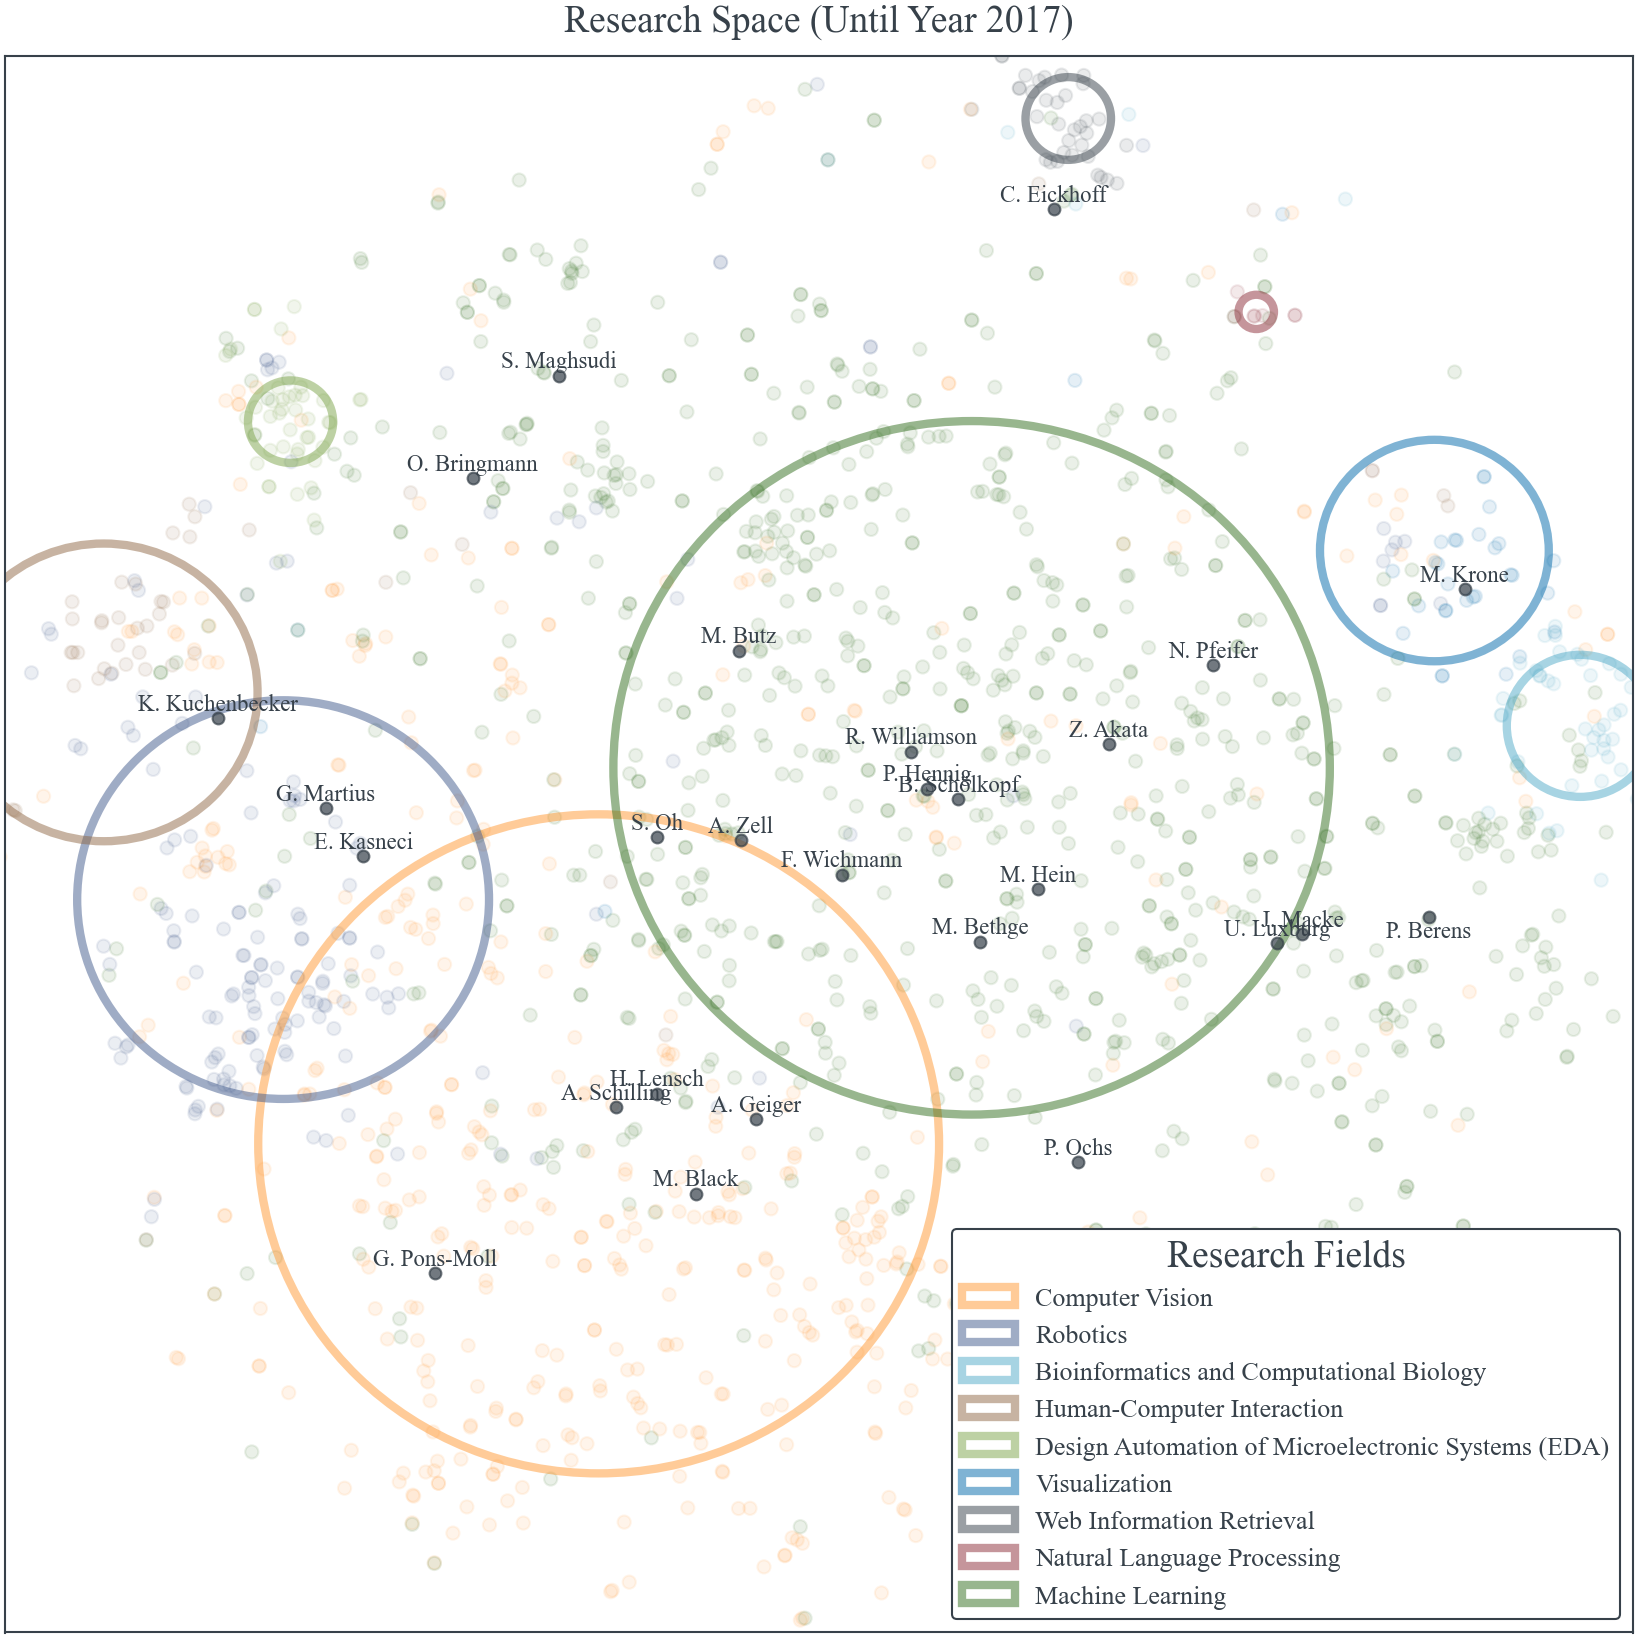 Research Space (Until Year 2017)
C. Eickhoff
S. Maghsudi
O. Bringmann
M. Krone
M. Butz
N. Pfeifer
K. Kuchenbecker
R. Williamson
Z. Akata
P. Hennig
B. Schölkopf
G. Martius
S. Oh
A. Zell
E. Kasneci
F. Wichmann
M. Hein
J. Macke
M. Bethge
U. Luxburg
P. Berens
H. Lensch
A. Schilling
A. Geiger
P. Ochs
M. Black
G. Pons-Moll
Research Fields
Computer Vision
Robotics
Bioinformatics and Computational Biology
Human-Computer Interaction
Design Automation of Microelectronic Systems (EDA)
Visualization
Web Information Retrieval
Natural Language Processing
Machine Learning